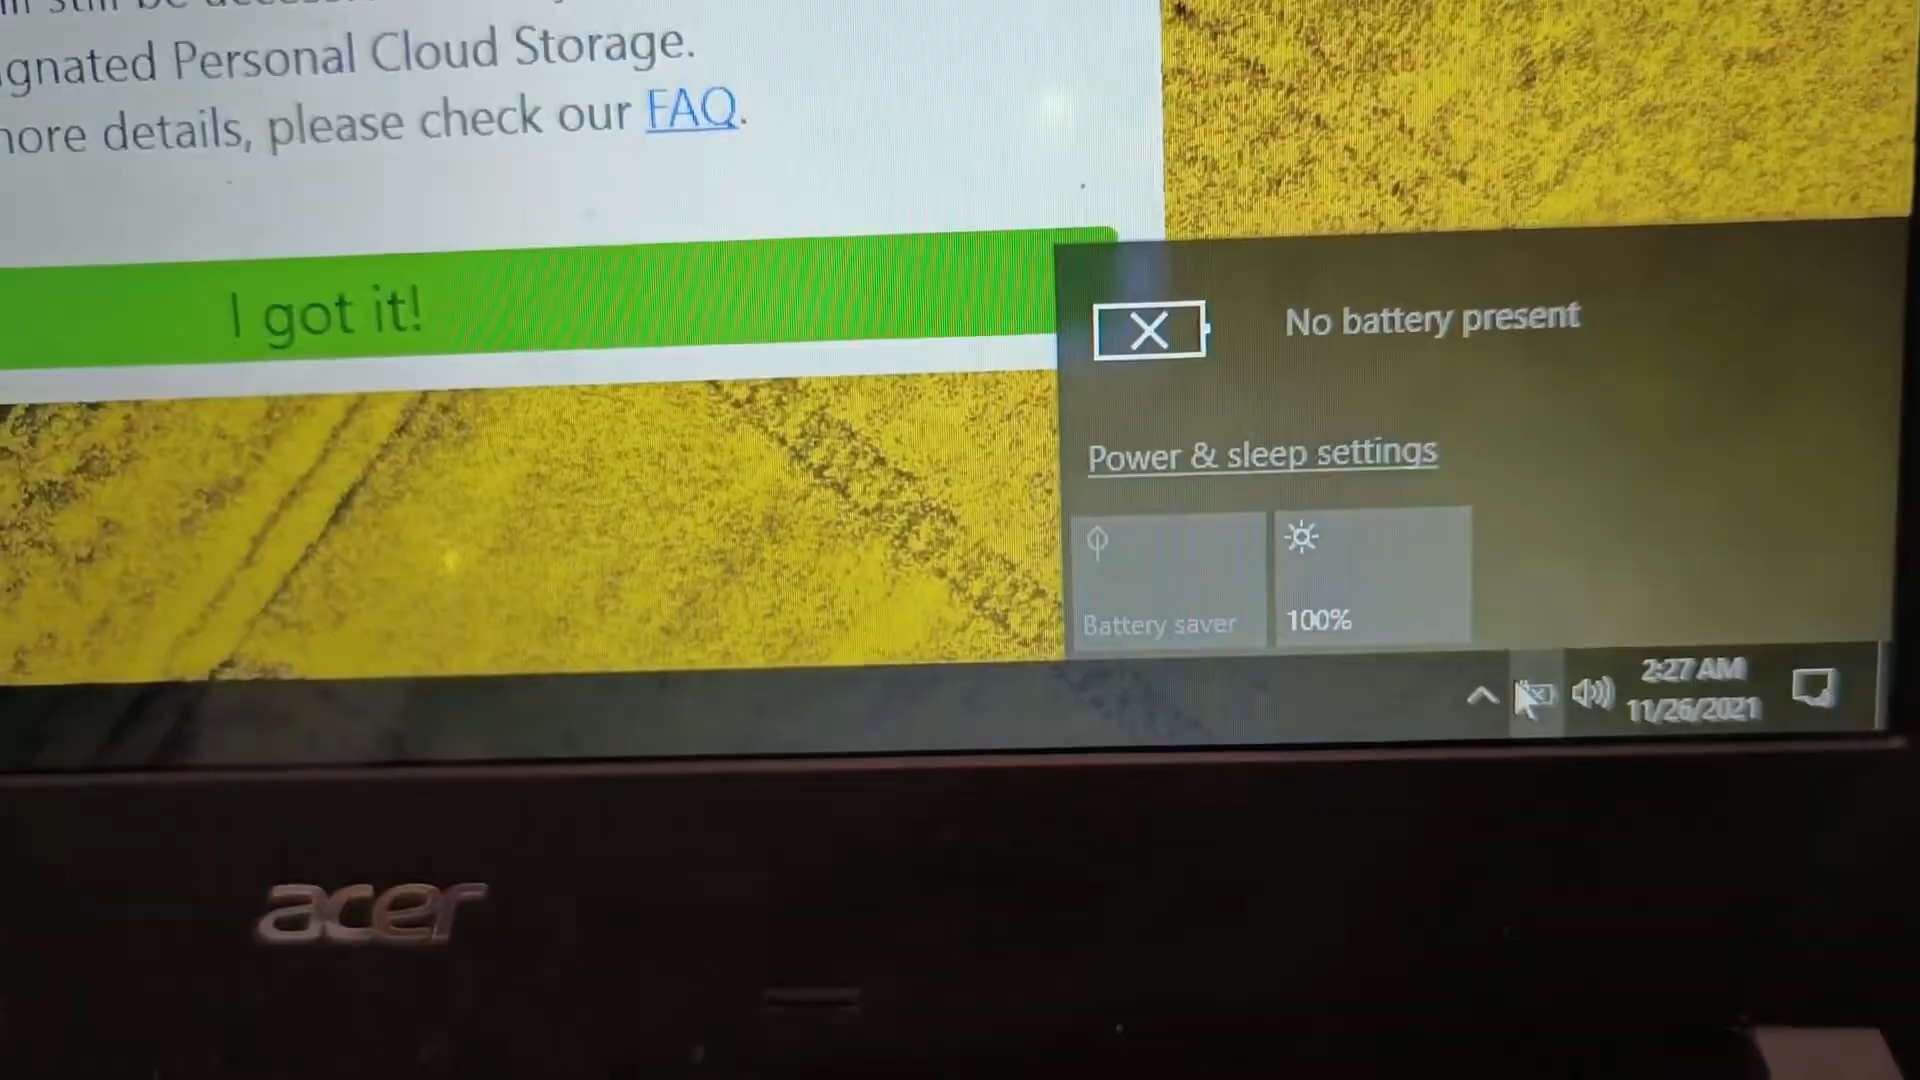 gnated Personal Cloud Storage.
more details, please check our FAQ.
I got it!
No battery present
Power & sleep settings
Battery saver
100%
2:27 AM
11/26/2021
acer